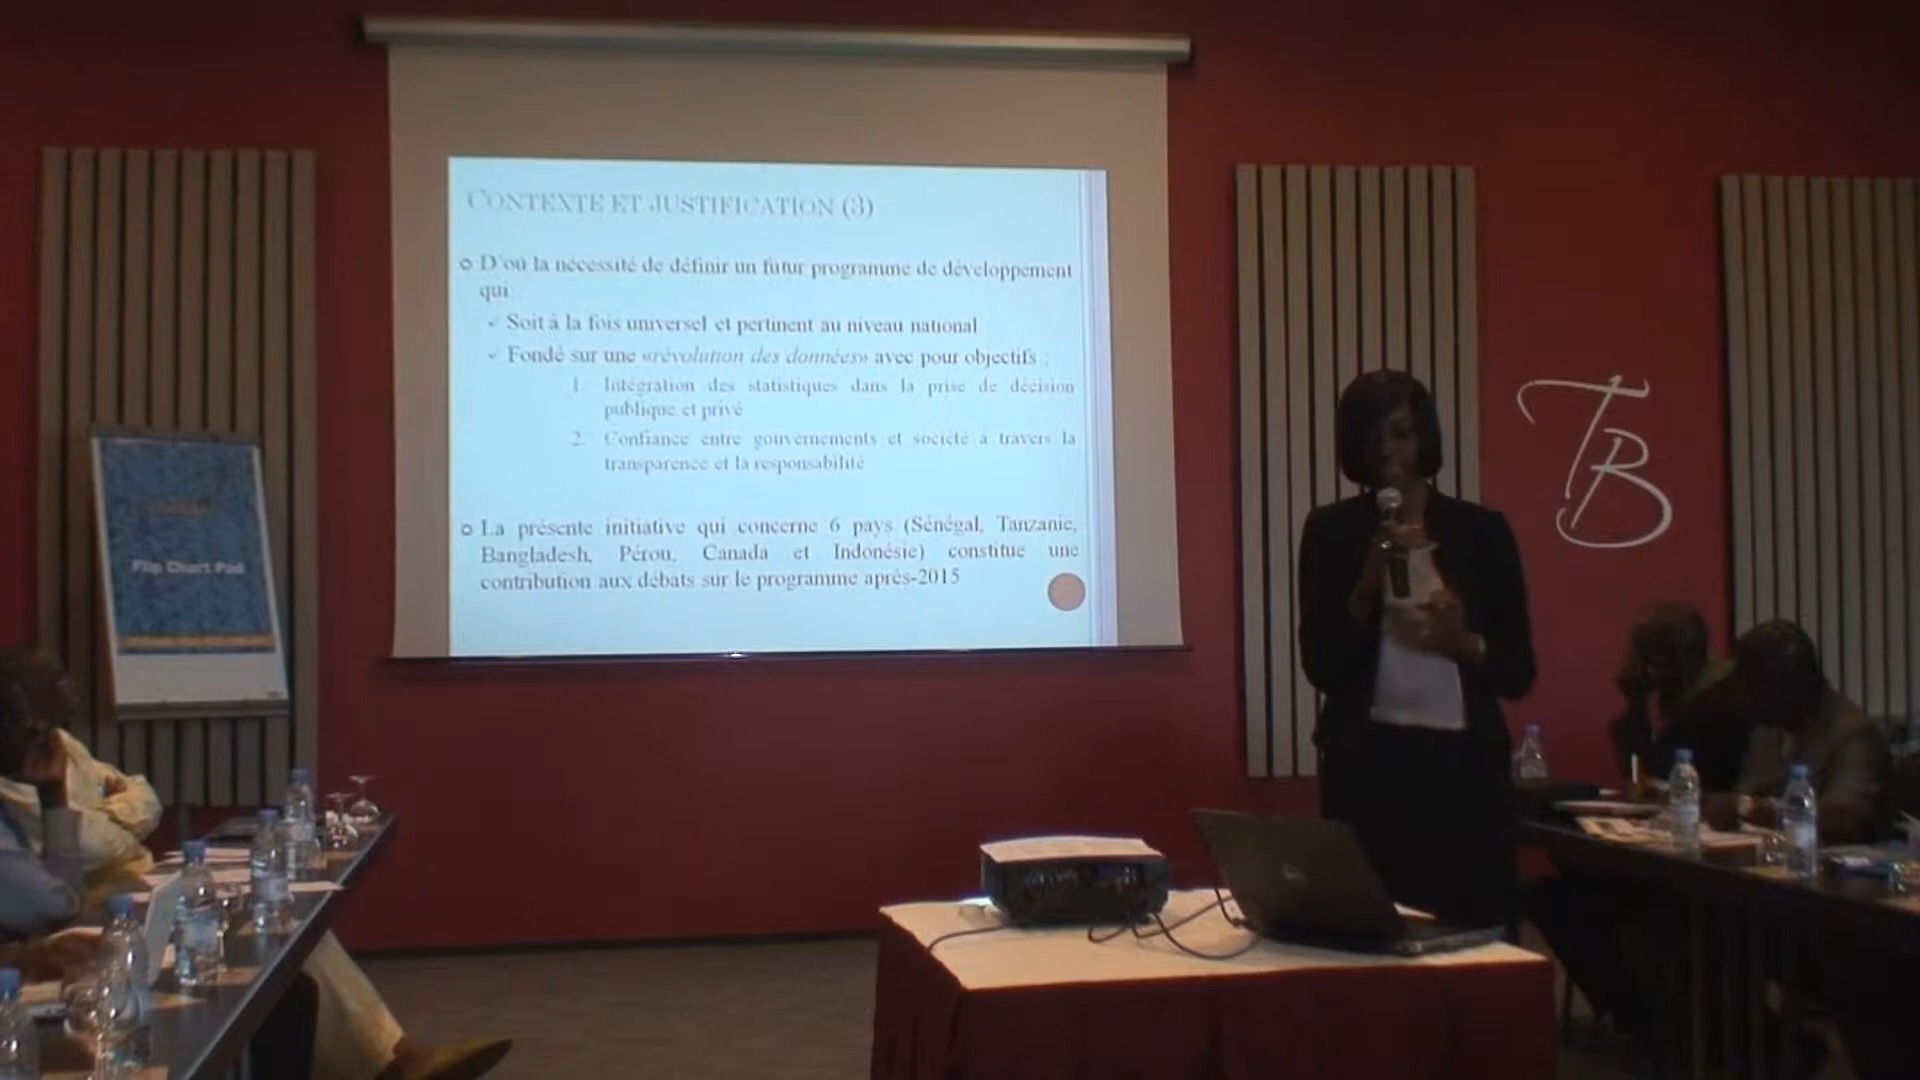 CONTEXTE ET JUSTIFICATION (3)
D'où la nécessité de définir un futur programme de développement
qui
Soit à la fois universel et pertinent au niveau national
Fondé sur une «révolution des données» avec pour objectifs :
1. Intégration des statistiques dans la prise de décision
publique et privé
2. Confiance entre gouvernements et société à travers la
transparence et la responsabilité
La présente initiative qui concerne 6 pays (Sénégal, Tanzanie,
Bangladesh, Pérou, Canada et Indonésie) constitue une
contribution aux débats sur le programme après-2015
Flip Chart Pad
TB